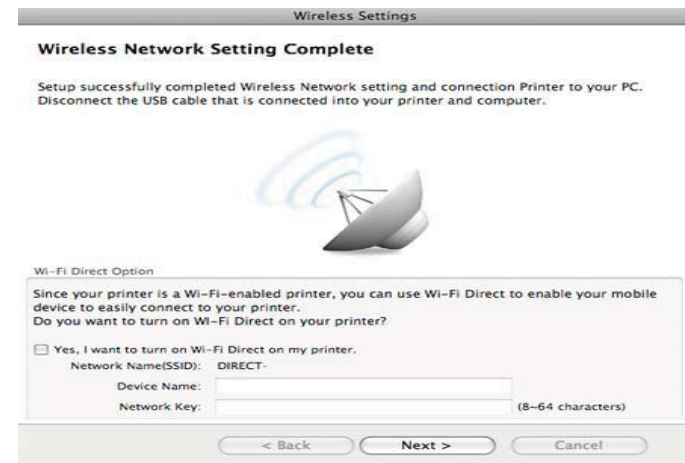 Wireless Settings
Wireless Network Setting Complete
Setup successfully completed Wireless Network setting and connection Printer to your PC.
Disconnect the USB cable that is connected into your printer and computer.
Wi-Fi Direct Option
Since your printer is a Wi-Fi-enabled printer, you can use Wi-Fi Direct to enable your mobile
device to easily connect to your printer.
Do you want to turn on WI-Fi Direct on your printer?
Yes, I want to turn on Wi-Fi Direct on my printer.
Network Name(SSID): DIRECT-
Device Name:
Network Key: (8~64 characters)
< Back Next > Cancel